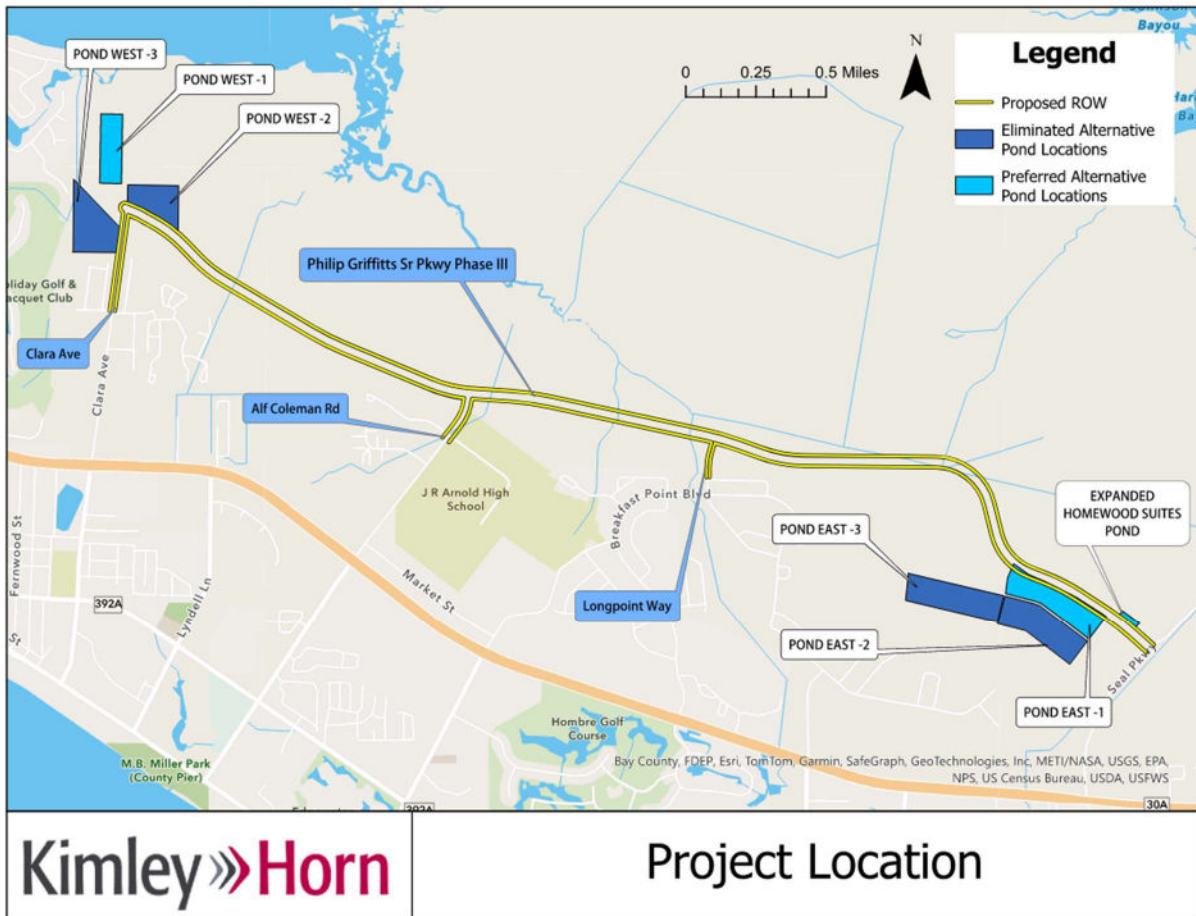 Johnson
Bayou
POND WEST -3
POND WEST -1
POND WEST -2
N
0 0.25 0.5 Miles
Legend
Proposed ROW
Eliminated Alternative
Pond Locations
Preferred Alternative
Pond Locations
Har
Ba
Philip Griffitts Sr Pkwy Phase III
oliday Golf &
acquet Club
Clara Ave
Clara Ave
Alf Coleman Rd
J R Arnold High
School
Breakfast Point Blvd
EXPANDED
HOMEWOOD SUITES
POND
POND EAST -3
Fernwood St
392A
Lyndell Ln
Market St
Longpoint Way
POND EAST -2
Seal Pkwy
St
POND EAST -1
Hombre Golf
Course
M.B. Miller Park
(County Pier)
Bay County, FDEP, Esri, TomTom, Garmin, SafeGraph, GeoTechnologies, Inc, METI/NASA, USGS, EPA,
NPS, US Census Bureau, USDA, USFWS
392A
30A
Kimley»Horn
Project Location